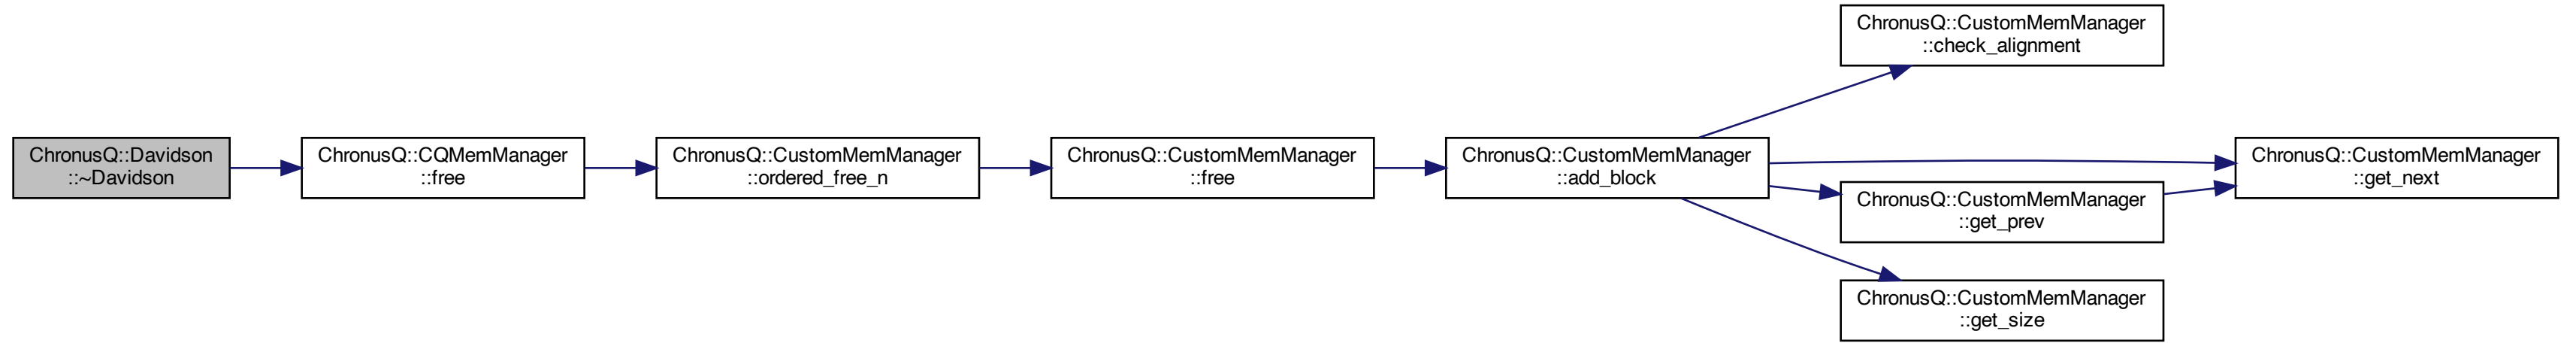 ChronusQ::Davidson
::~Davidson
ChronusQ::CQMemManager
::free
ChronusQ::CustomMemManager
::ordered_free_n
ChronusQ::CustomMemManager
::free
ChronusQ::CustomMemManager
::add_block
ChronusQ::CustomMemManager
::check_alignment
ChronusQ::CustomMemManager
::get_next
ChronusQ::CustomMemManager
::get_prev
ChronusQ::CustomMemManager
::get_size